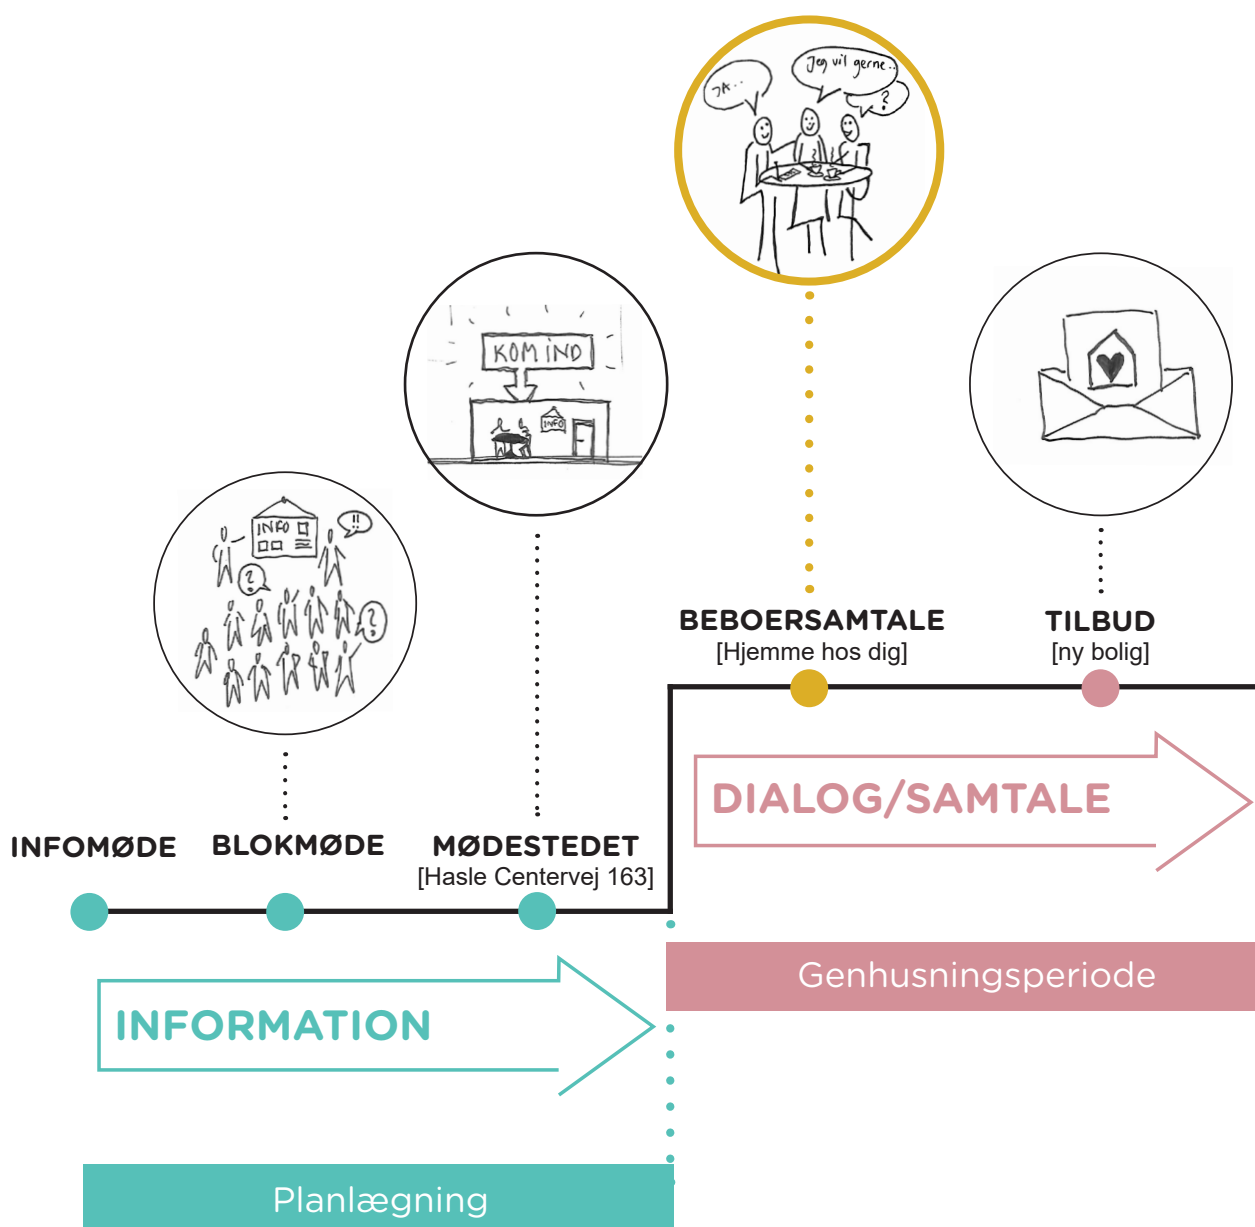 JA...
Jeg vil gerne..
?
KOM IND
INFO
INFO
!!
?
?
BEBOERSAMTALE
[Hjemme hos dig]
TILBUD
[ny bolig]
DIALOG/SAMTALE
INFOMØDE
BLOKMØDE
MØDESTEDET
[Hasle Centervej 163]
Genhusningsperiode
INFORMATION
Planlægning